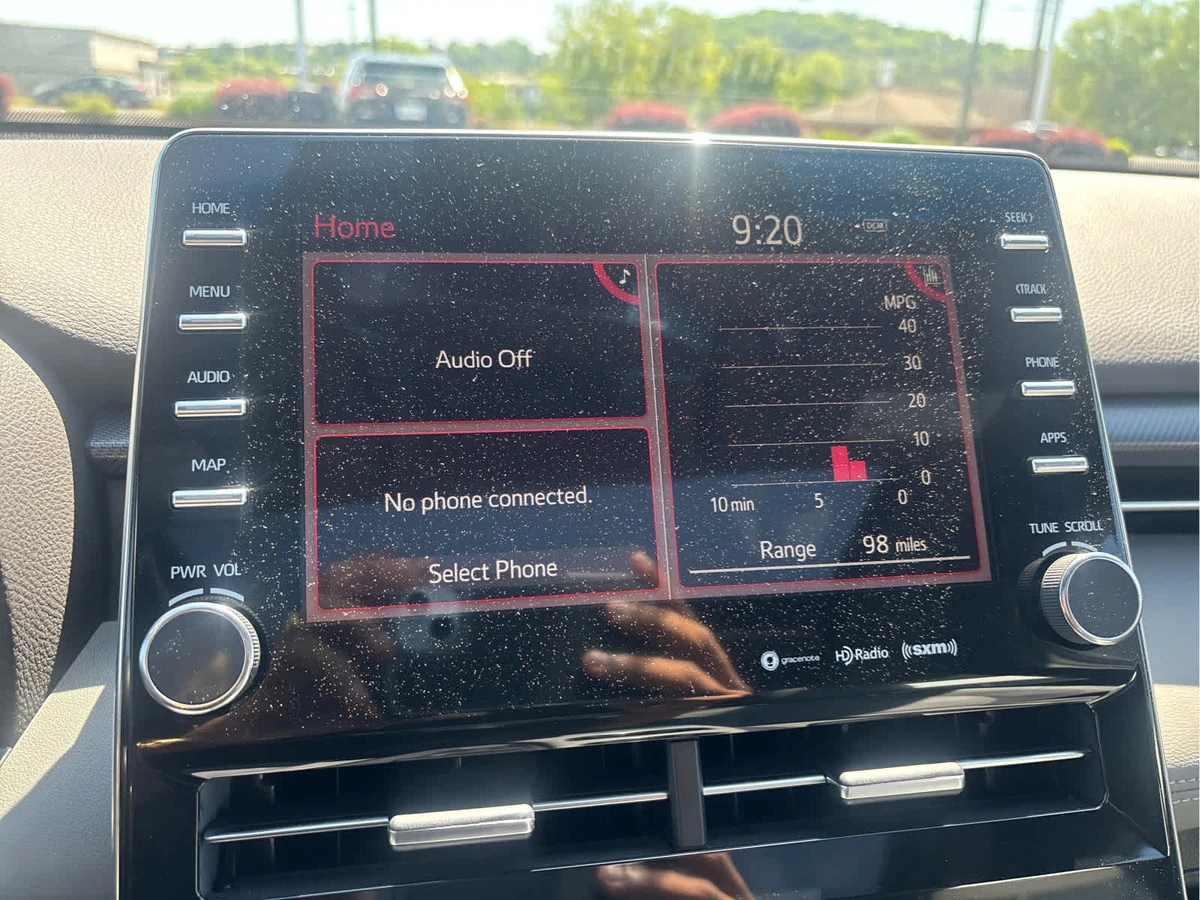 HOME
MENU
AUDIO
MAP
PWR VOL
Home
9:20
DCM
Audio Off
No phone connected.
Select Phone
MPG
40
30
20
10
0
10 min 5 0
Range 98 miles
SEEK>
<TRACK
PHONE
APPS
TUNE SCROLL
gracenote
HD Radio
((sxm))